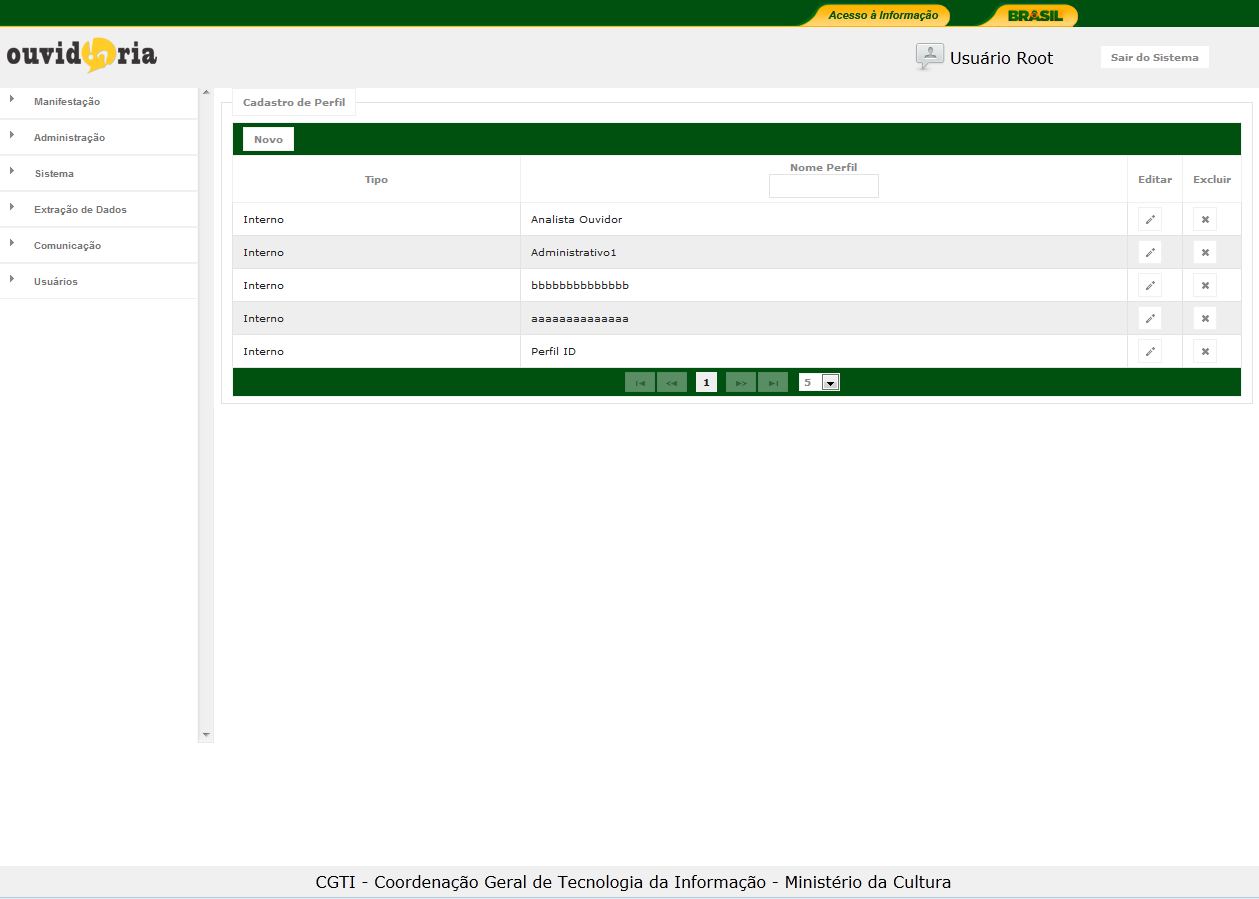 Acesso à Informação BRASIL
ouvidoria
Usuário Root
Sair do Sistema
Manifestação
Administração
Sistema
Extração de Dados
Comunicação
Usuários
Cadastro de Perfil
Novo
Tipo Nome Perfil Editar Excluir
Interno Analista Ouvidor
Interno Administrativo1
Interno bbbbbbbbbbbbbb
Interno aaaaaaaaaaaaaa
Interno Perfil ID
1 5
CGTI - Coordenação Geral de Tecnologia da Informação - Ministério da Cultura